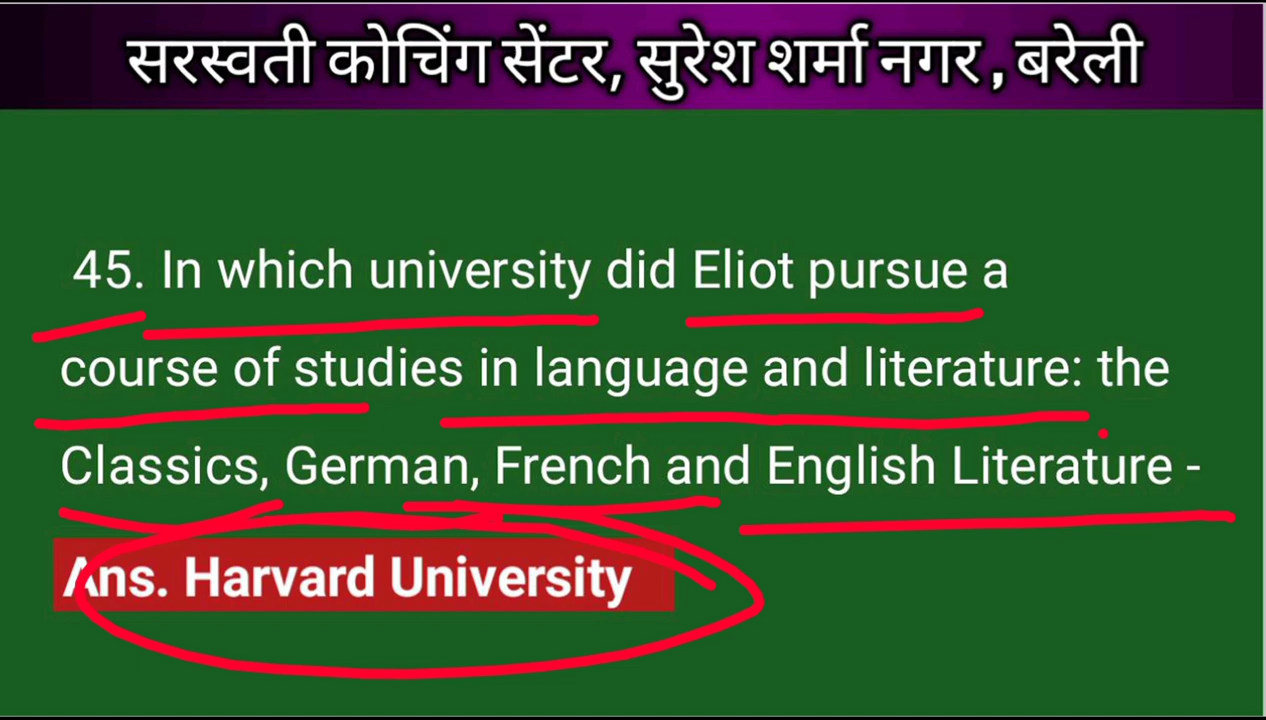 सरस्वती कोचिंग सेंटर, सुरेश शर्मा नगर, बरेली
45. In which university did Eliot pursue a
course of studies in language and literature: the
Classics, German, French and English Literature -
Ans. Harvard University